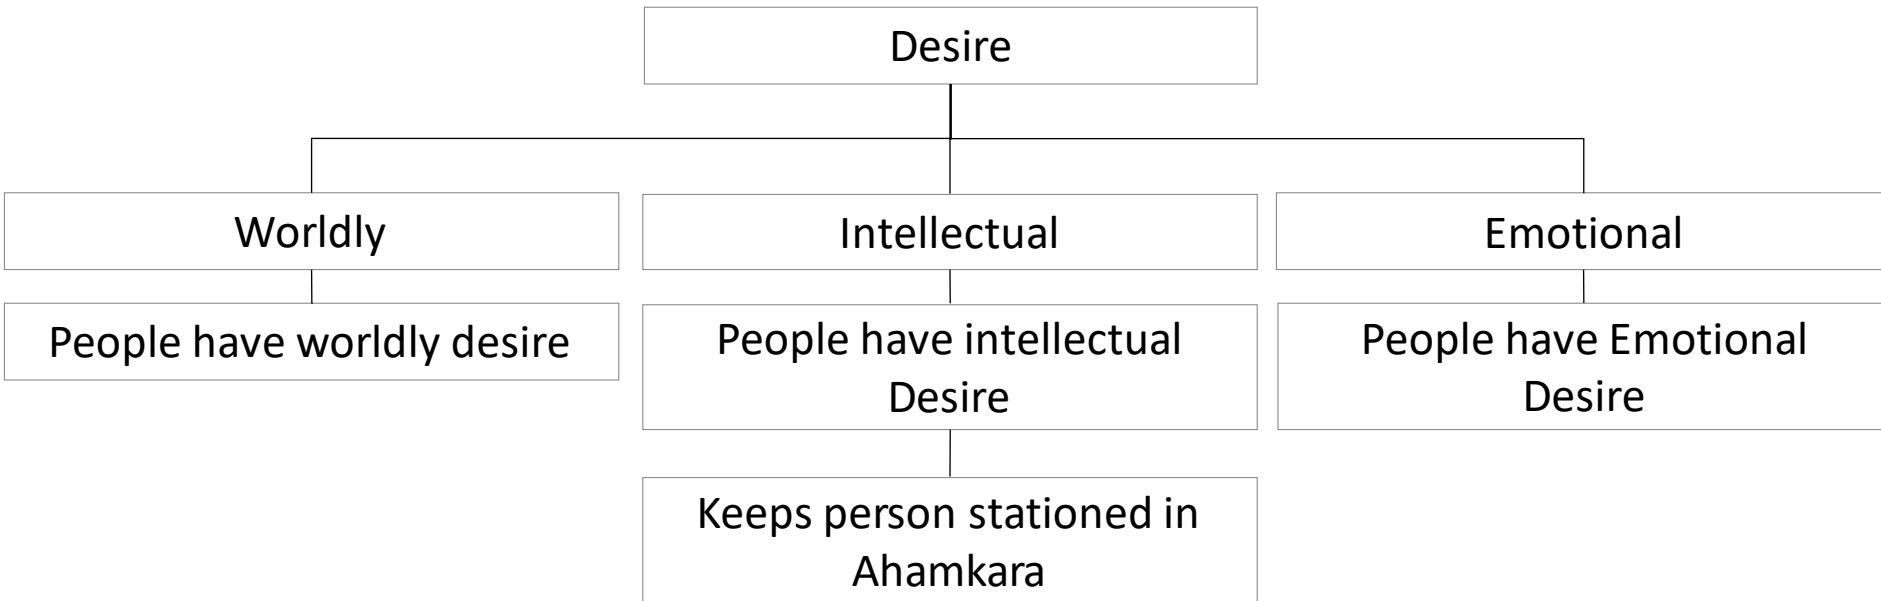 Desire
Worldly
Intellectual
Emotional
People have worldly desire
People have intellectual
Desire
People have Emotional
Desire
Keeps person stationed in
Ahamkara